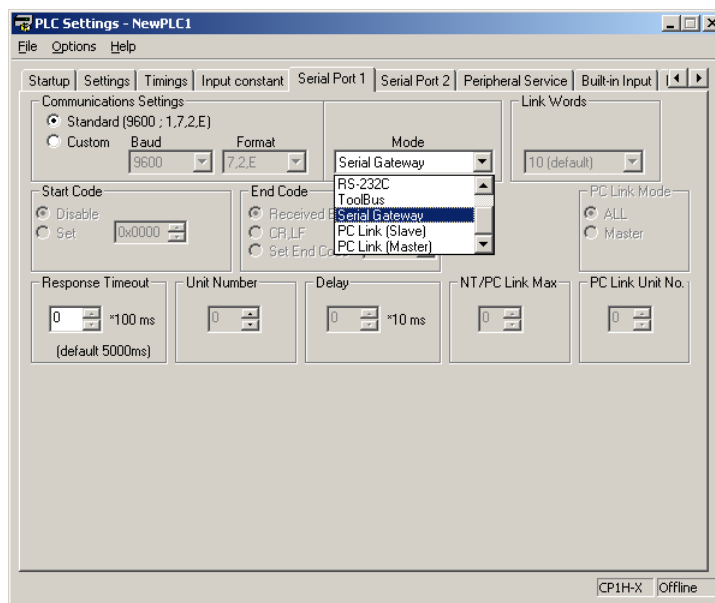 PLC Settings - NewPLC1
File Options Help
Startup Settings Timings Input constant Serial Port 1 Serial Port 2 Peripheral Service Built-in Input
Communications Settings
Link Words
Standard (9600 ; 1,7,2,E)
Custom Baud Format Mode
9600 7,2,E Serial Gateway 10 (default)
RS-232C
ToolBus
Serial Gateway
PC Link (Slave)
PC Link (Master)
Start Code
Disable
Set 0x0000
End Code
Received
CR,LF
Set End
PC Link Mode
ALL
Master
Response Timeout
0 *100 ms
(default 5000ms)
Unit Number
0
Delay
0 *10 ms
NT/PC Link Max
0
PC Link Unit No.
0
CP1H-X Offline